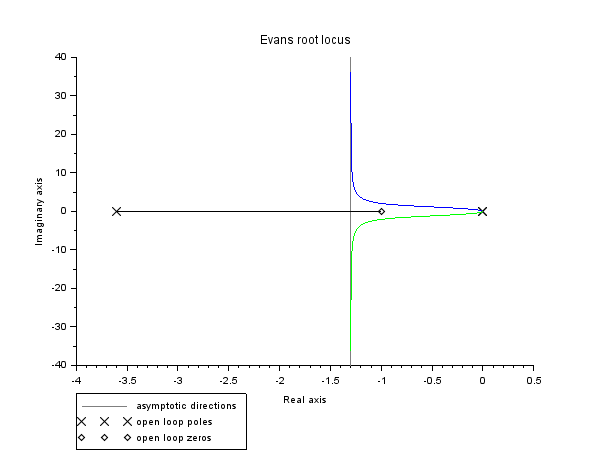 Evans root locus
40
30
20
10
0
-10
-20
-30
-40
Imaginary axis
-4 -3.5 -3 -2.5 -2 -1.5 -1 -0.5 0 0.5
Real axis
asymptotic directions
open loop poles
open loop zeros